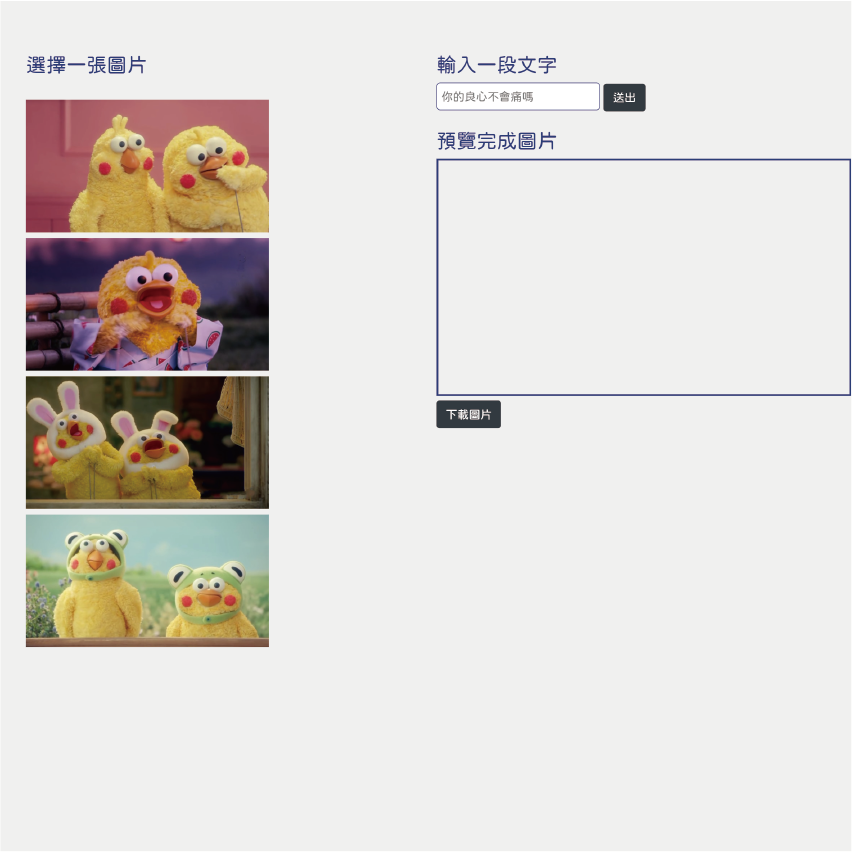 選擇一張圖片
輸入一段文字
你的良心不會痛嗎
送出
預覽完成圖片
下載圖片